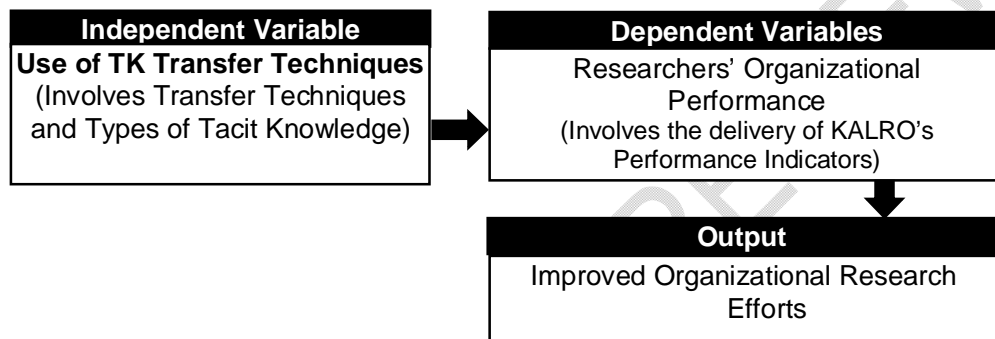 Independent Variable
Use of TK Transfer Techniques
(Involves Transfer Techniques
and Types of Tacit Knowledge)
Dependent Variables
Researchers' Organizational
Performance
(Involves the delivery of KALRO's
Performance Indicators)
Output
Improved Organizational Research
Efforts